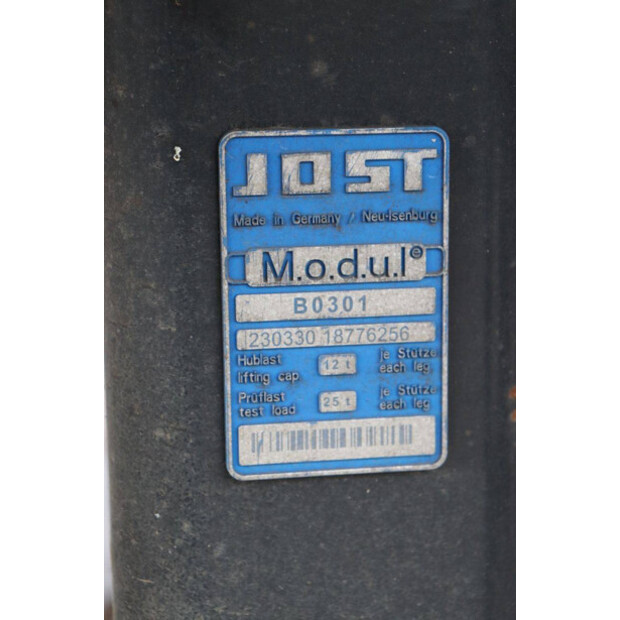 JOST
Made in Germany / Neu-Isenburg
M.o.d.u.l®
B0301
230330 18776256
Hublast 12 t je Stütze
lifting cap. each leg
Prüflast 25 t je Stütze
test load each leg